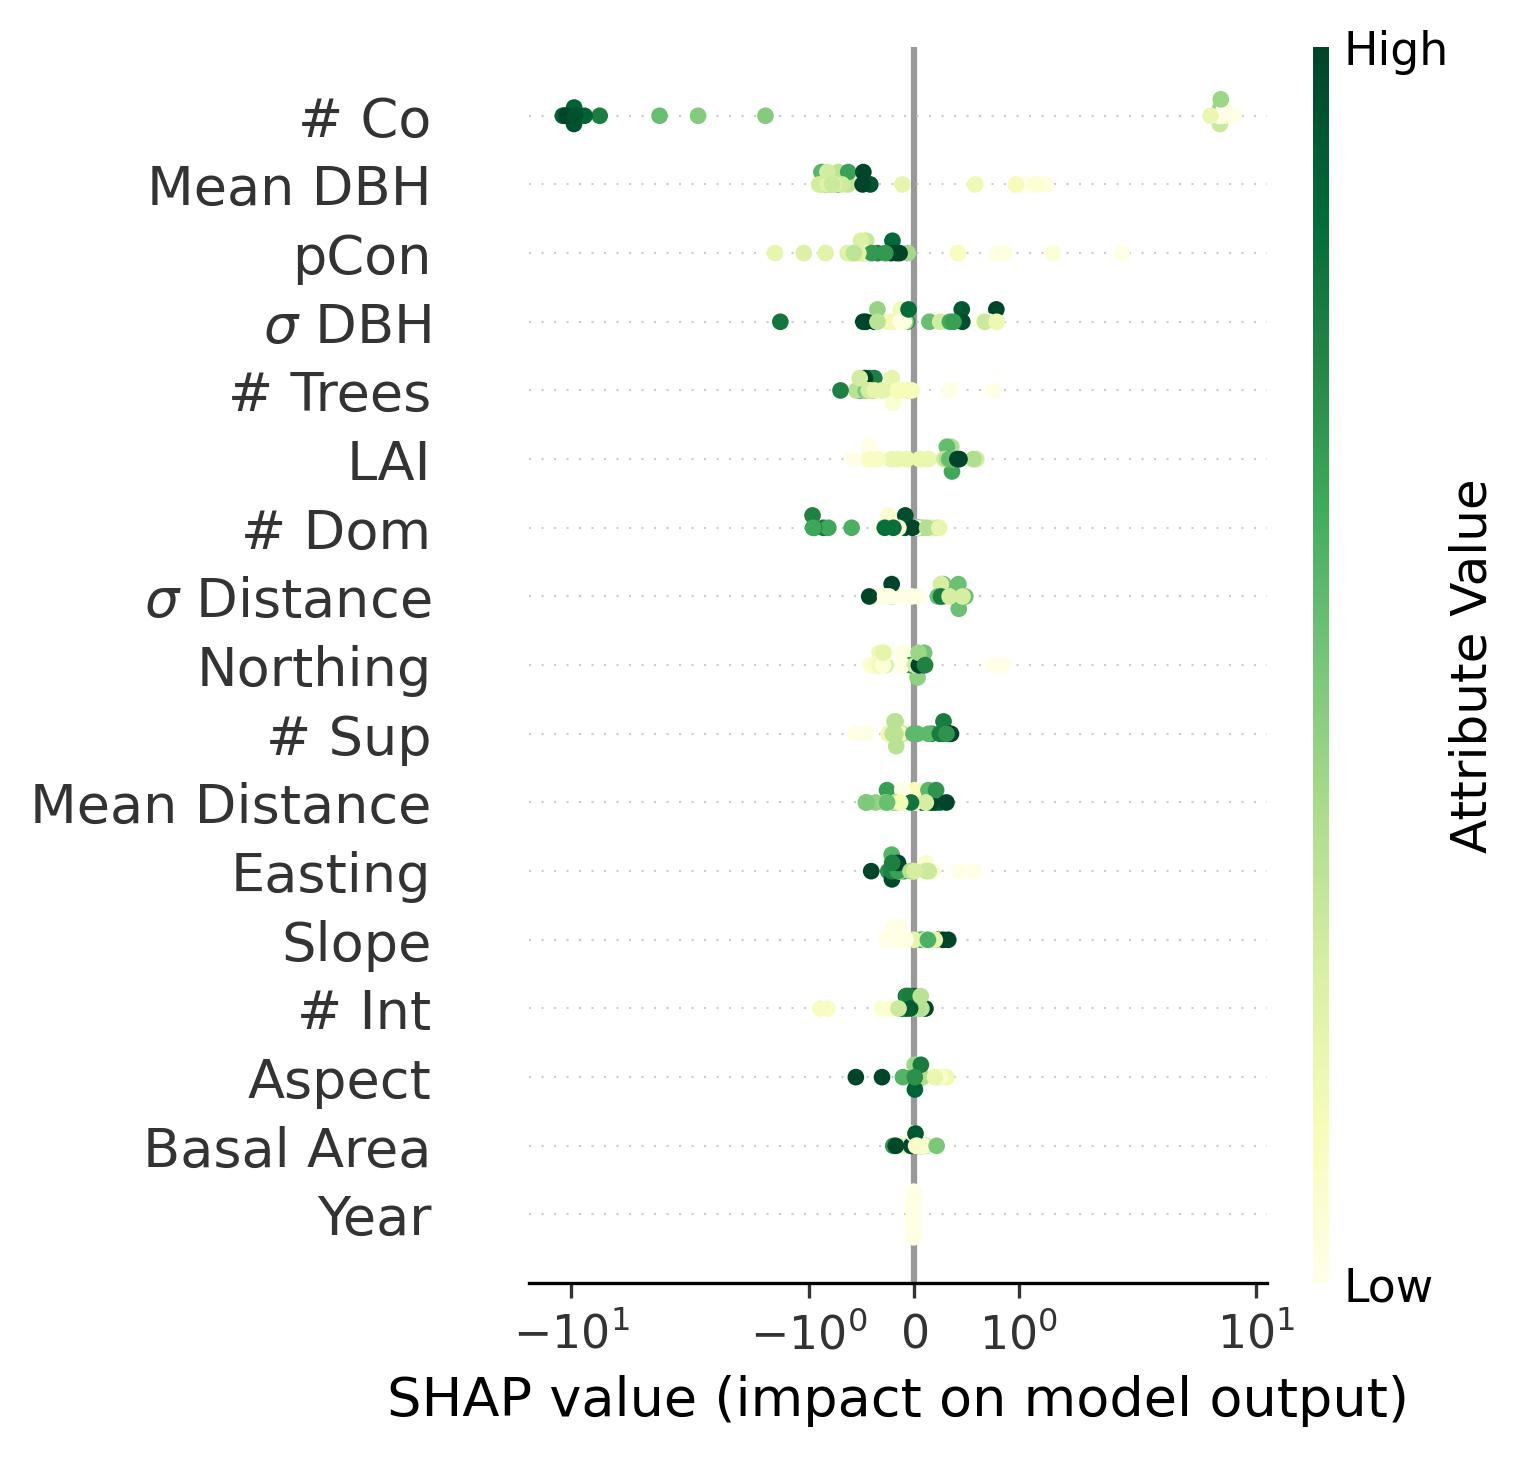 High
# Co
Mean DBH
pCon
σ DBH
# Trees
LAI
# Dom
σ Distance
Northing
# Sup
Mean Distance
Easting
Slope
# Int
Aspect
Basal Area
Year
Attribute Value
Low
−10¹ −10⁰ 0 10⁰ 10¹
SHAP value (impact on model output)